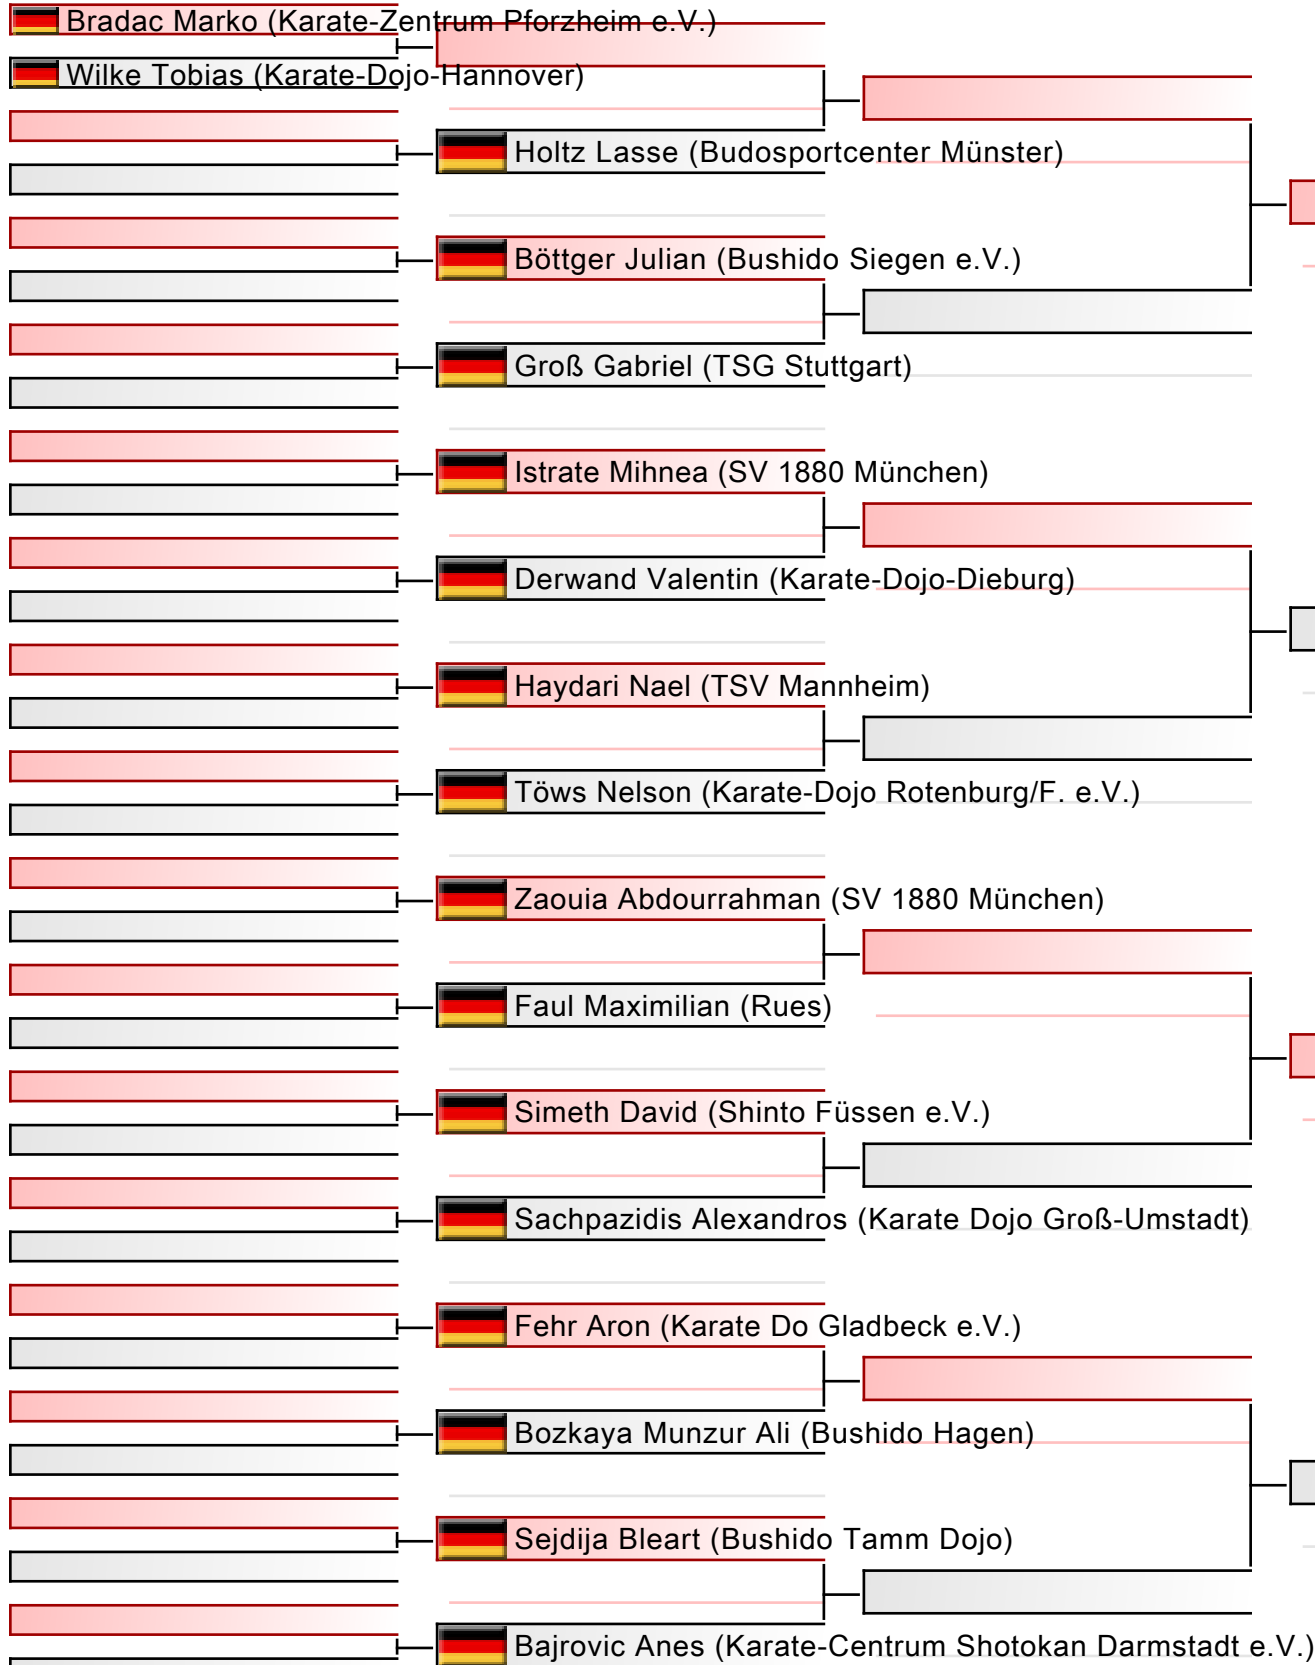 Bradac Marko (Karate-Zentrum Pforzheim e.V.)
Wilke Tobias (Karate-Dojo-Hannover)
Holtz Lasse (Budosportcenter Münster)
Böttger Julian (Bushido Siegen e.V.)
Groß Gabriel (TSG Stuttgart)
Istrate Mihnea (SV 1880 München)
Derwand Valentin (Karate-Dojo-Dieburg)
Haydari Nael (TSV Mannheim)
Töws Nelson (Karate-Dojo Rotenburg/F. e.V.)
Zaouia Abdourrahman (SV 1880 München)
Faul Maximilian (Rues)
Simeth David (Shinto Füssen e.V.)
Sachpazidis Alexandros (Karate Dojo Groß-Umstadt)
Fehr Aron (Karate Do Gladbeck e.V.)
Bozkaya Munzur Ali (Bushido Hagen)
Sejdija Bleart (Bushido Tamm Dojo)
Bajrovic Anes (Karate-Centrum Shotokan Darmstadt e.V.)